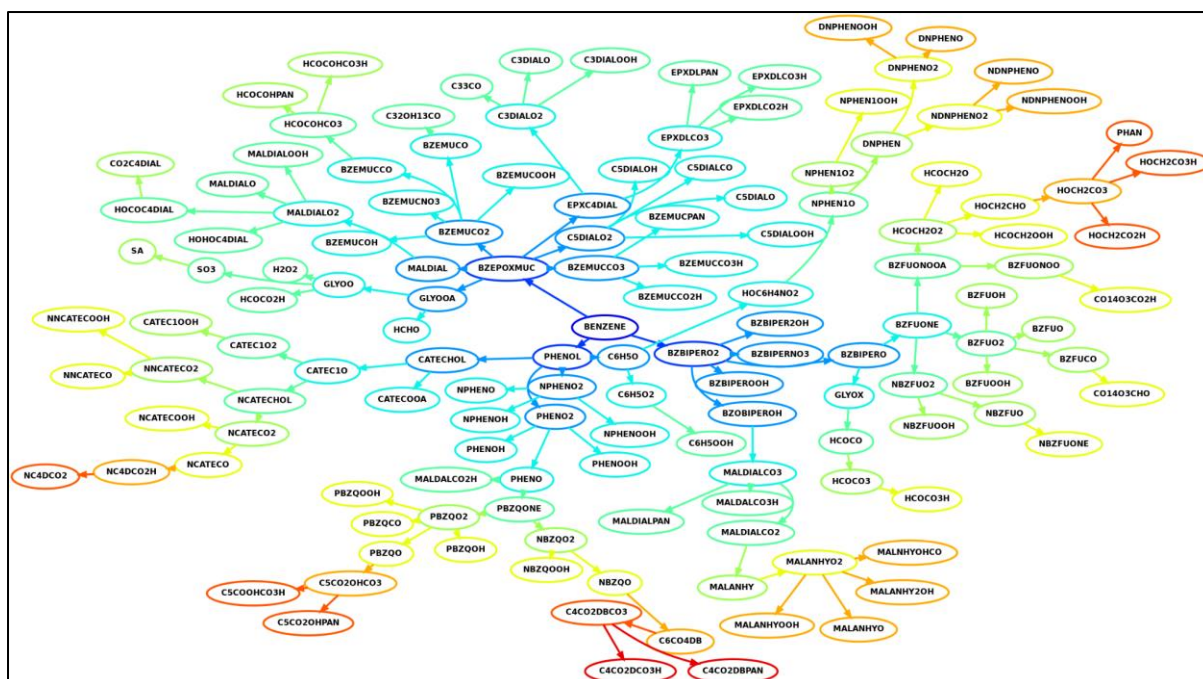 DNPHENOOH
DNPHENO
HCOCOHCO3H
C3DIALO
C3DIALOOH
C33CO
EPXDLPAN
EPXDLCO3H
DNPHENO2
NDNPHENO
HCOCOHPAN
C32OH13CO
C3DIALO2
EPXDLCO2H
NPHEN1OOH
NDNPHENOOH
HCOCOHCO3
NDNPHENO2
EPXDLCO3
BZEMUCO
DNPHEN
PHAN
MALDIALOOH
CO2C4DIAL
BZEMUCCO
BZEMUCOOH
C5DIALOH
C5DIALCO
NPHEN1O2
HOCH2CO3H
HCOCH2O
MALDIALO
BZEMUCNO3
EPXC4DIAL
C5DIALO
NPHEN1O
HOCH2CO3
HOCH2CHO
HOCOC4DIAL
MALDIALO2
BZEMUCPAN
HCOCH2O2
HOCH2CO2H
HOHOC4DIAL
BZEMUCOH
BZEMUCO2
C5DIALO2
C5DIALOOH
HCOCH2OOH
SA
SO3
H2O2
MALDIAL
BZEPOXMUC
BZEMUCCO3
BZEMUCCO3H
BZFUONOOA
BZFUONOO
GLYOO
HCOCO2H
GLYOOA
BZEMUCCO2H
HOC6H4NO2
BZFUOH
CO14O3CO2H
NNCATECOOH
CATEC1OOH
HCHO
BENZENE
BZBIPER2OH
BZFUONE
BZFUO
CATEC1O2
BZFUO2
NNCATECO2
CATEC1O
CATECHOL
PHENOL
C6H5O
BZBIPERO2
BZBIPERNO3
BZBIPERO
BZFUCO
NNCATECO
NPHENO
NPHENO2
BZBIPEROOH
NBZFUO2
BZFUOOH
NCATECHOL
CATECOOA
C6H5O2
GLYOX
CO14O3CHO
NCATECOOH
NPHENOH
PHENO2
BZOBIPEROH
NBZFUO
NCATECO2
NPHENOOH
NBZFUOOH
HCOCO
NBZFUONE
PHENOH
C6H5OOH
NCATECO
PHENOOH
NC4DCO2
NC4DCO2H
MALDALCO2H
PHENO
MALDIALCO3
HCOCO3
HCOCO3H
PBZQOOH
PBZQONE
MALDALCO3H
PBZQCO
PBZQO2
MALDIALPAN
MALDIALCO2
NBZQO2
PBZQO
PBZQOH
NBZQOOH
MALNHYOHCO
MALANHYO2
C5CO2OHCO3
NBZQO
MALANHY
C5COOHCO3H
MALANHY2OH
C4CO2DBCO3
C5CO2OHPAN
MALANHYOOH
MALANHYO
C6CO4DB
C4CO2DCO3H
C4CO2DBPAN